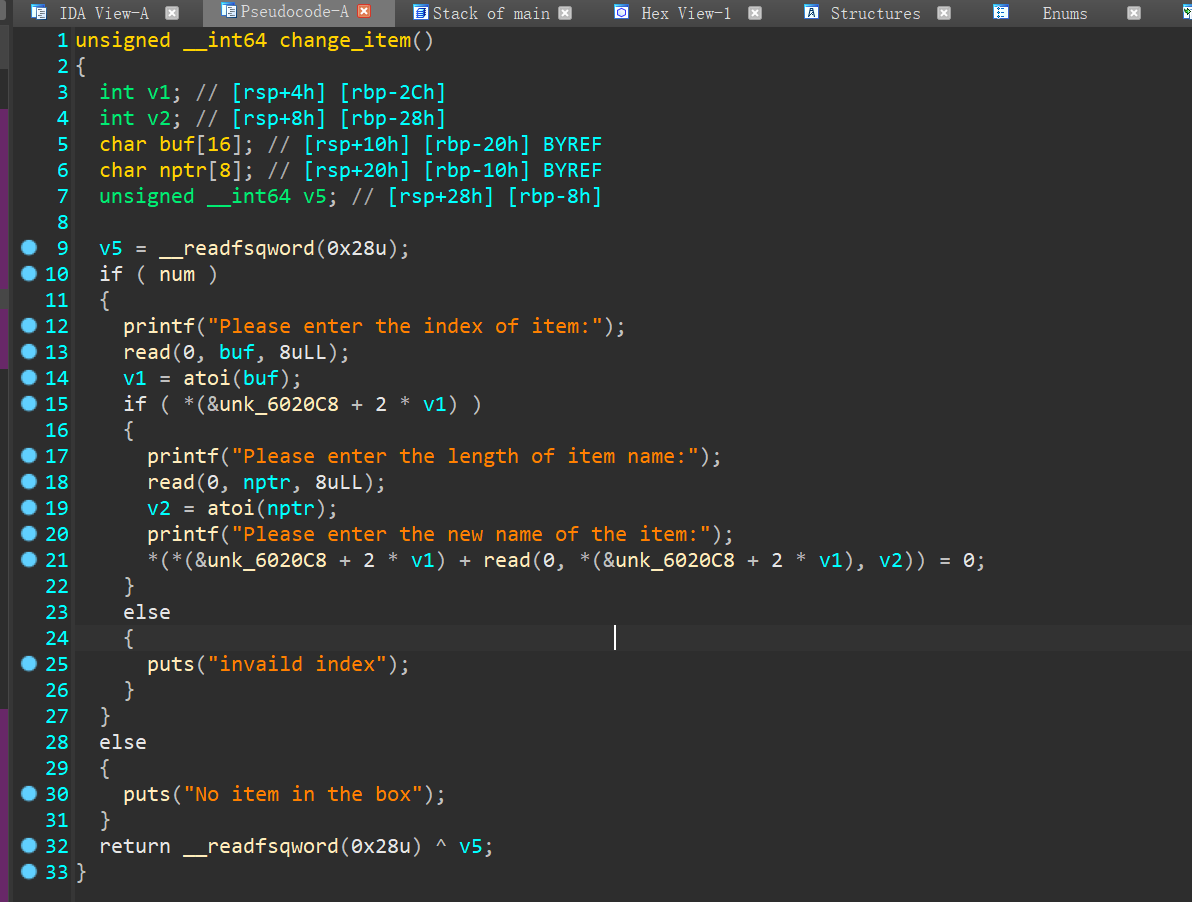 IDA View-A Pseudocode-A Stack of main Hex View-1 Structures Enums
1 unsigned __int64 change_item()
2 {
3 int v1; // [rsp+4h] [rbp-2Ch]
4 int v2; // [rsp+8h] [rbp-28h]
5 char buf[16]; // [rsp+10h] [rbp-20h] BYREF
6 char nptr[8]; // [rsp+20h] [rbp-10h] BYREF
7 unsigned __int64 v5; // [rsp+28h] [rbp-8h]
8
9 v5 = __readfsqword(0x28u);
10 if ( num )
11 {
12 printf("Please enter the index of item:");
13 read(0, buf, 8uLL);
14 v1 = atoi(buf);
15 if ( *(&unk_6020C8 + 2 * v1) )
16 {
17 printf("Please enter the length of item name:");
18 read(0, nptr, 8uLL);
19 v2 = atoi(nptr);
20 printf("Please enter the new name of the item:");
21 *(*(&unk_6020C8 + 2 * v1) + read(0, *(&unk_6020C8 + 2 * v1), v2)) = 0;
22 }
23 else
24 {
25 puts("invaild index");
26 }
27 }
28 else
29 {
30 puts("No item in the box");
31 }
32 return __readfsqword(0x28u) ^ v5;
33 }